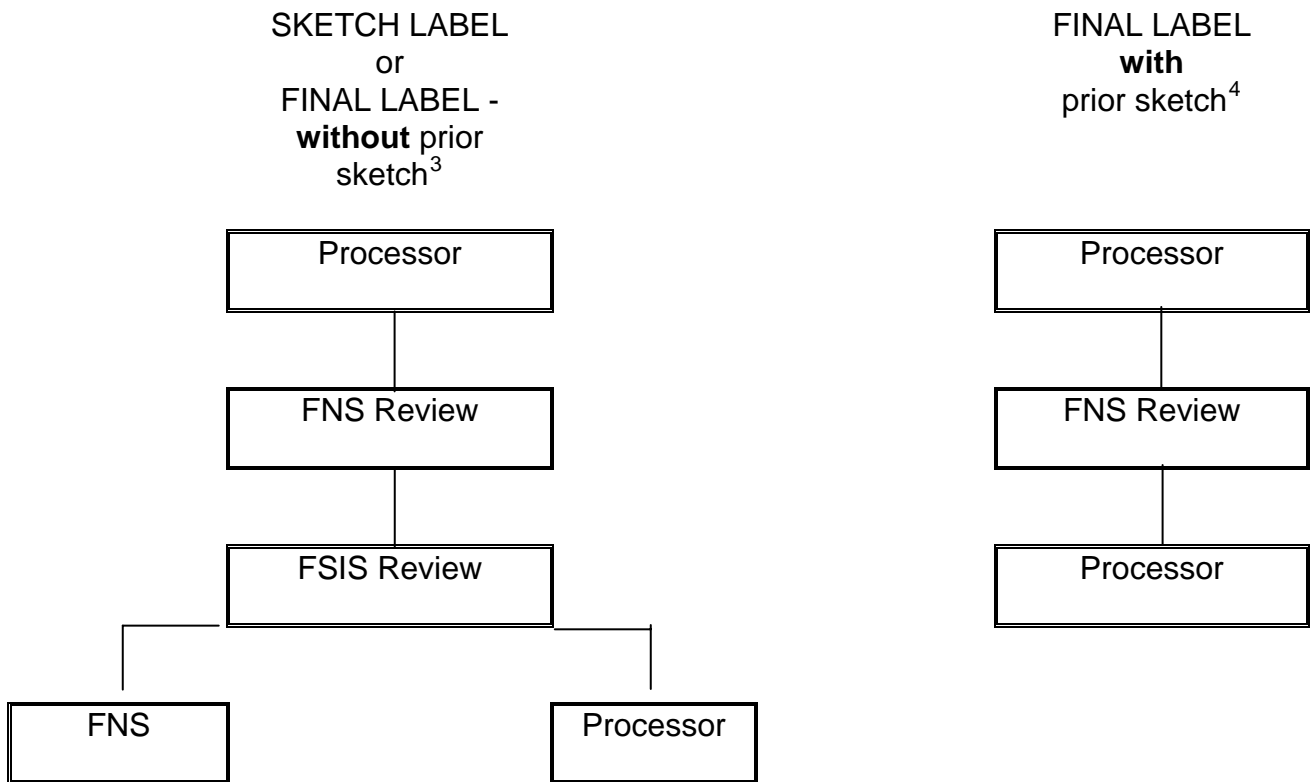 SKETCH LABEL
or
FINAL LABEL -
without prior
sketch³
Processor
FNS Review
FSIS Review
FNS
Processor
FINAL LABEL
with
prior sketch⁴
Processor
FNS Review
Processor